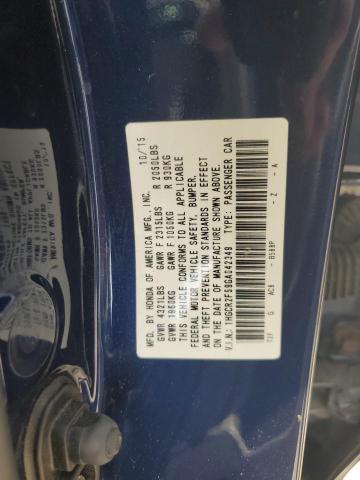 MFD. BY HONDA OF AMERICA MFG.,INC. 10/15
GVWR 4321LBS GAWR F 2315LBS R 2050LBS
GVWR 1960KG GAWR F 1050KG R 930KG
THIS VEHICLE CONFORMS TO ALL APPLICABLE
FEDERAL MOTOR VEHICLE SAFETY, BUMPER,
AND THEFT PREVENTION STANDARDS IN EFFECT
ON THE DATE OF MANUFACTURE SHOWN ABOVE.
V.I.N.: 1HGCR2F59GA042349 TYPE: PASSENGER CAR
T2F G AC9 - B588P - Z - A